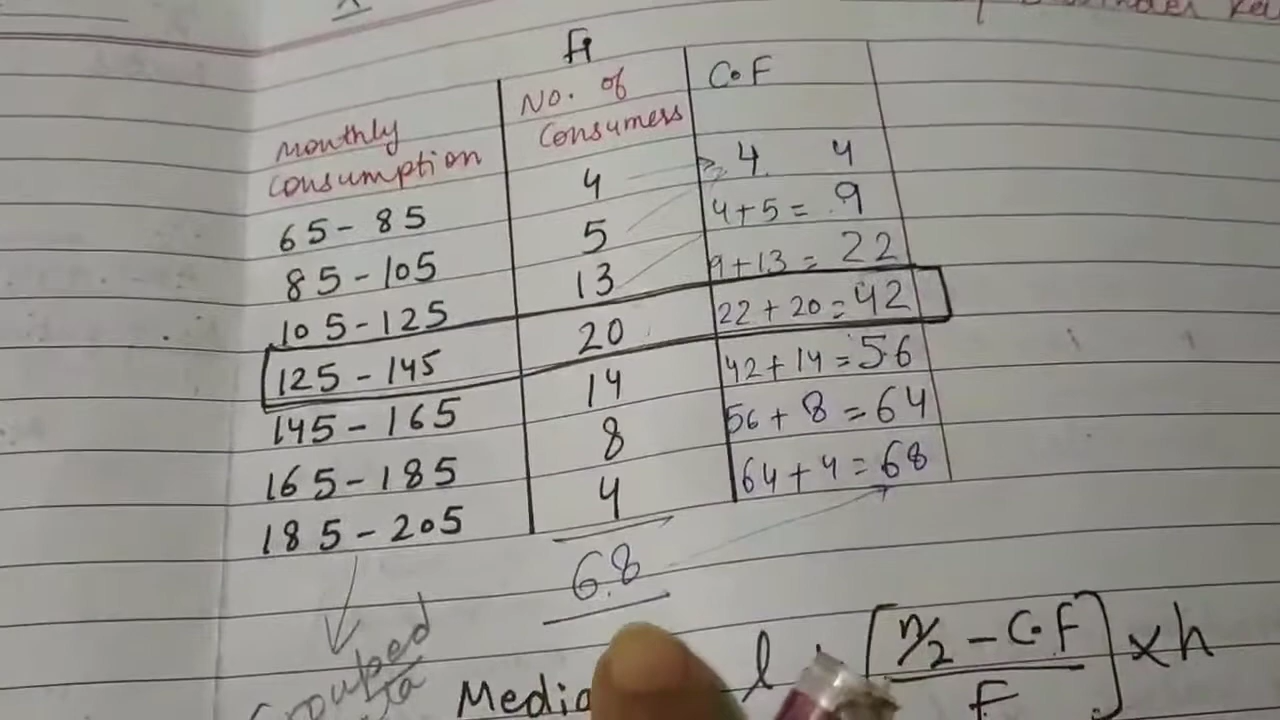 Fi
Monthly consumption No. of Consumers C.F
65-85 4 4 4
85-105 5 4+5= 9
105-125 13 9+13= 22
125-145 20 22+20=42
145-165 14 42+14=56
165-185 8 56+8=64
185-205 4 64+4=68
68
Grouped
Media l [n/2 - C.F / F] x h